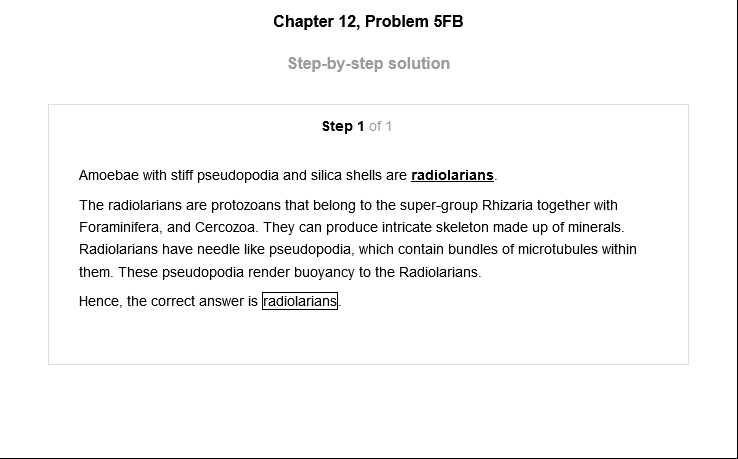 Chapter 12, Problem 5FB
Step-by-step solution
Step 1 of 1
Amoebae with stiff pseudopodia and silica shells are radiolarians.
The radiolarians are protozoans that belong to the super-group Rhizaria together with
Foraminifera, and Cercozoa. They can produce intricate skeleton made up of minerals.
Radiolarians have needle like pseudopodia, which contain bundles of microtubules within
them. These pseudopodia render buoyancy to the Radiolarians.
Hence, the correct answer is radiolarians.